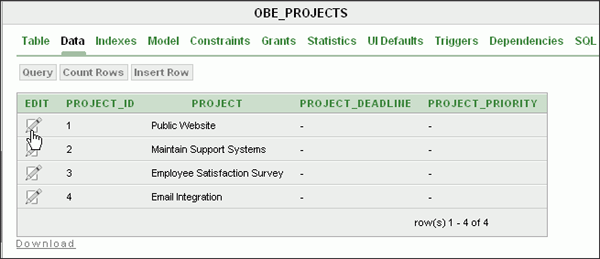 OBE_PROJECTS
Table Data Indexes Model Constraints Grants Statistics UI Defaults Triggers Dependencies SQL
Query Count Rows Insert Row
EDIT PROJECT_ID PROJECT PROJECT_DEADLINE PROJECT_PRIORITY
1 Public Website - -
2 Maintain Support Systems - -
3 Employee Satisfaction Survey - -
4 Email Integration - -
row(s) 1 - 4 of 4
Download